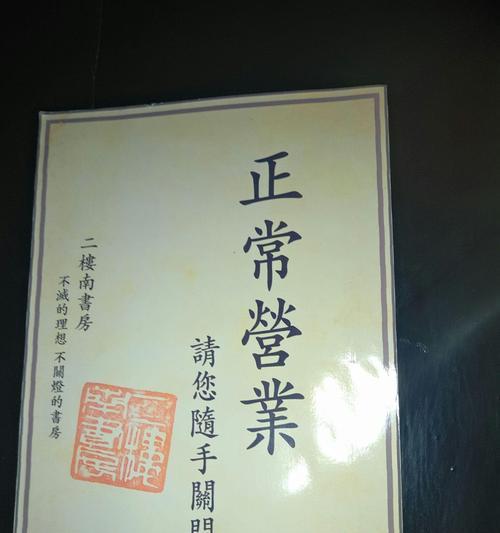 正常營業
請您隨手關門
二樓南書房
不滅的理想 不關燈的書房